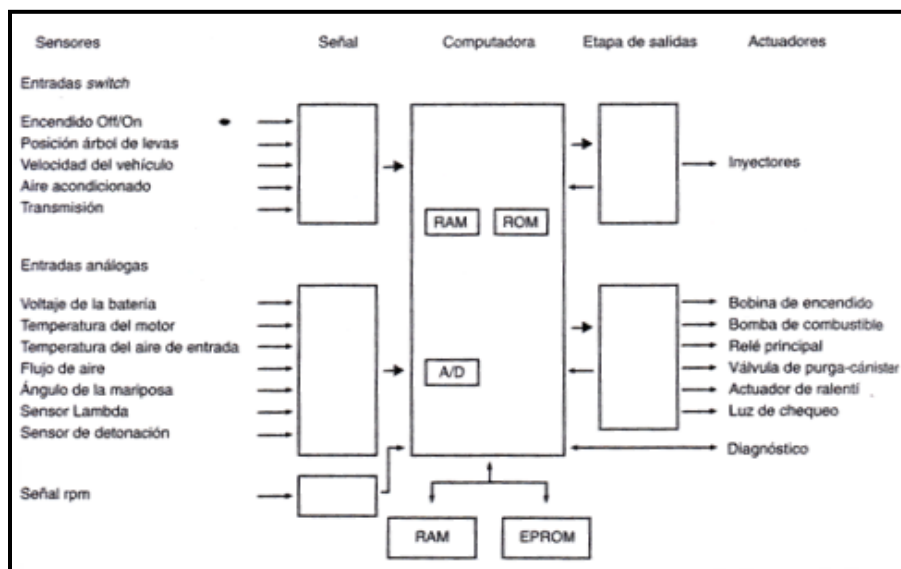 Sensores Señal Computadora Etapa de salidas Actuadores
Entradas switch
Encendido Off/On
Posición árbol de levas
Velocidad del vehículo
Aire acondicionado
Transmisión
Inyectores
RAM ROM
Entradas análogas
Voltaje de la batería
Temperatura del motor
Temperatura del aire de entrada
Flujo de aire
Ángulo de la mariposa
Sensor Lambda
Sensor de detonación
A/D
Bobina de encendido
Bomba de combustible
Relé principal
Válvula de purga-cánister
Actuador de ralentí
Luz de chequeo
Diagnóstico
Señal rpm
RAM EPROM